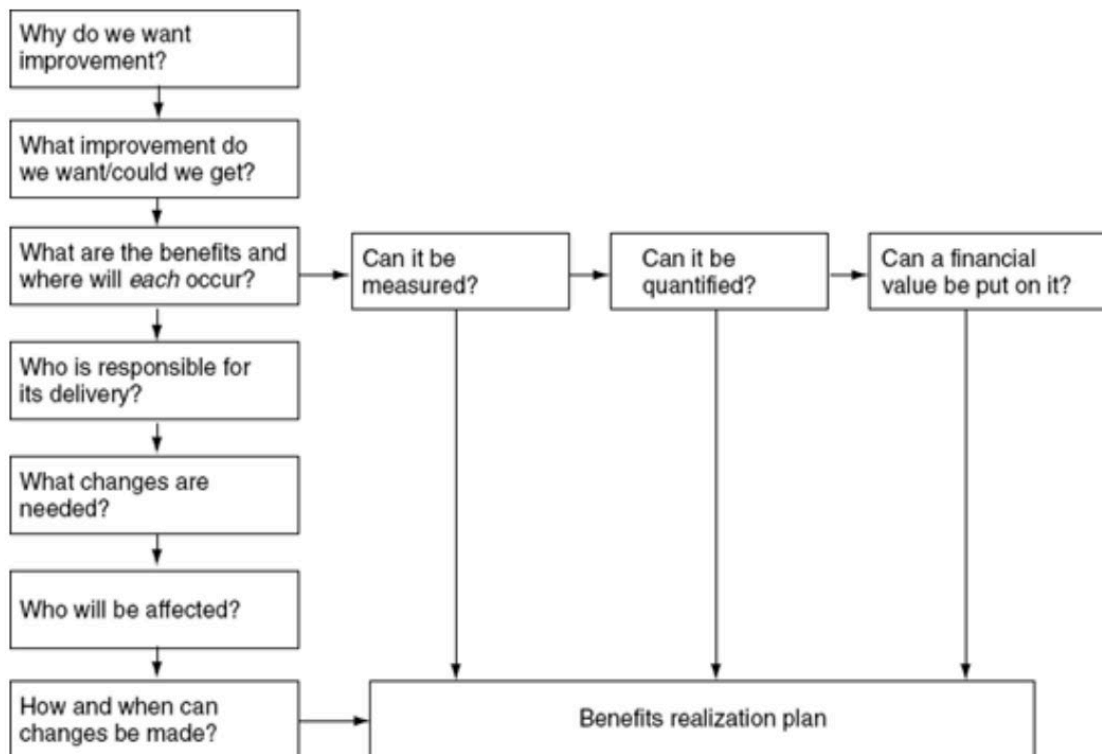 Why do we want
improvement?
What improvement do
we want/could we get?
What are the benefits and
where will each occur?
Can it be
measured?
Can it be
quantified?
Can a financial
value be put on it?
Who is responsible for
its delivery?
What changes are
needed?
Who will be affected?
How and when can
changes be made?
Benefits realization plan